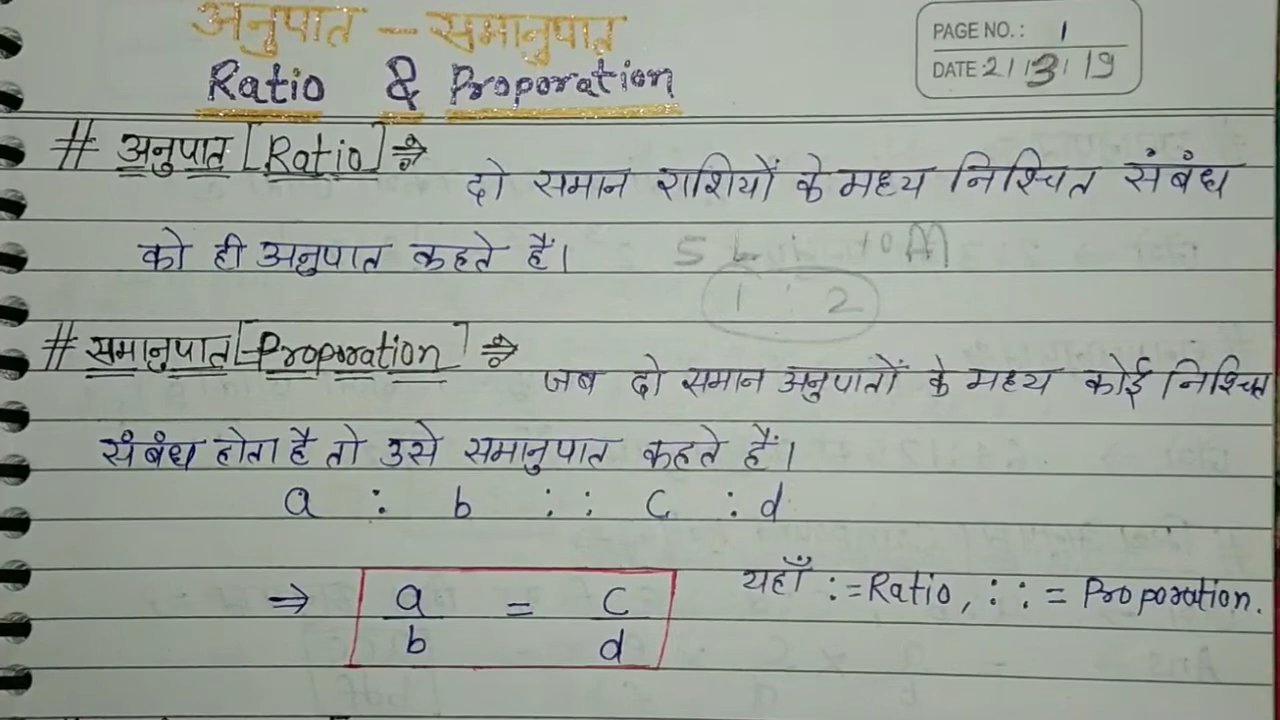 अनुपात - समानुपात
PAGE NO.: 1
Ratio & Proporation
DATE: 2/3/19
# अनुपात [Ratio] ⇒
दो समान राशियों के मध्य निश्चित संबंध
को ही अनुपात कहते हैं।
1 : 2
# समानुपात [Proporation] ⇒
जब दो समान अनुपातों के मध्य कोई निश्चित
संबंध होता है तो उसे समानुपात कहते हैं।
a : b :: c : d
⇒ a/b = c/d
यहाँ : = Ratio, :: = Proporation.